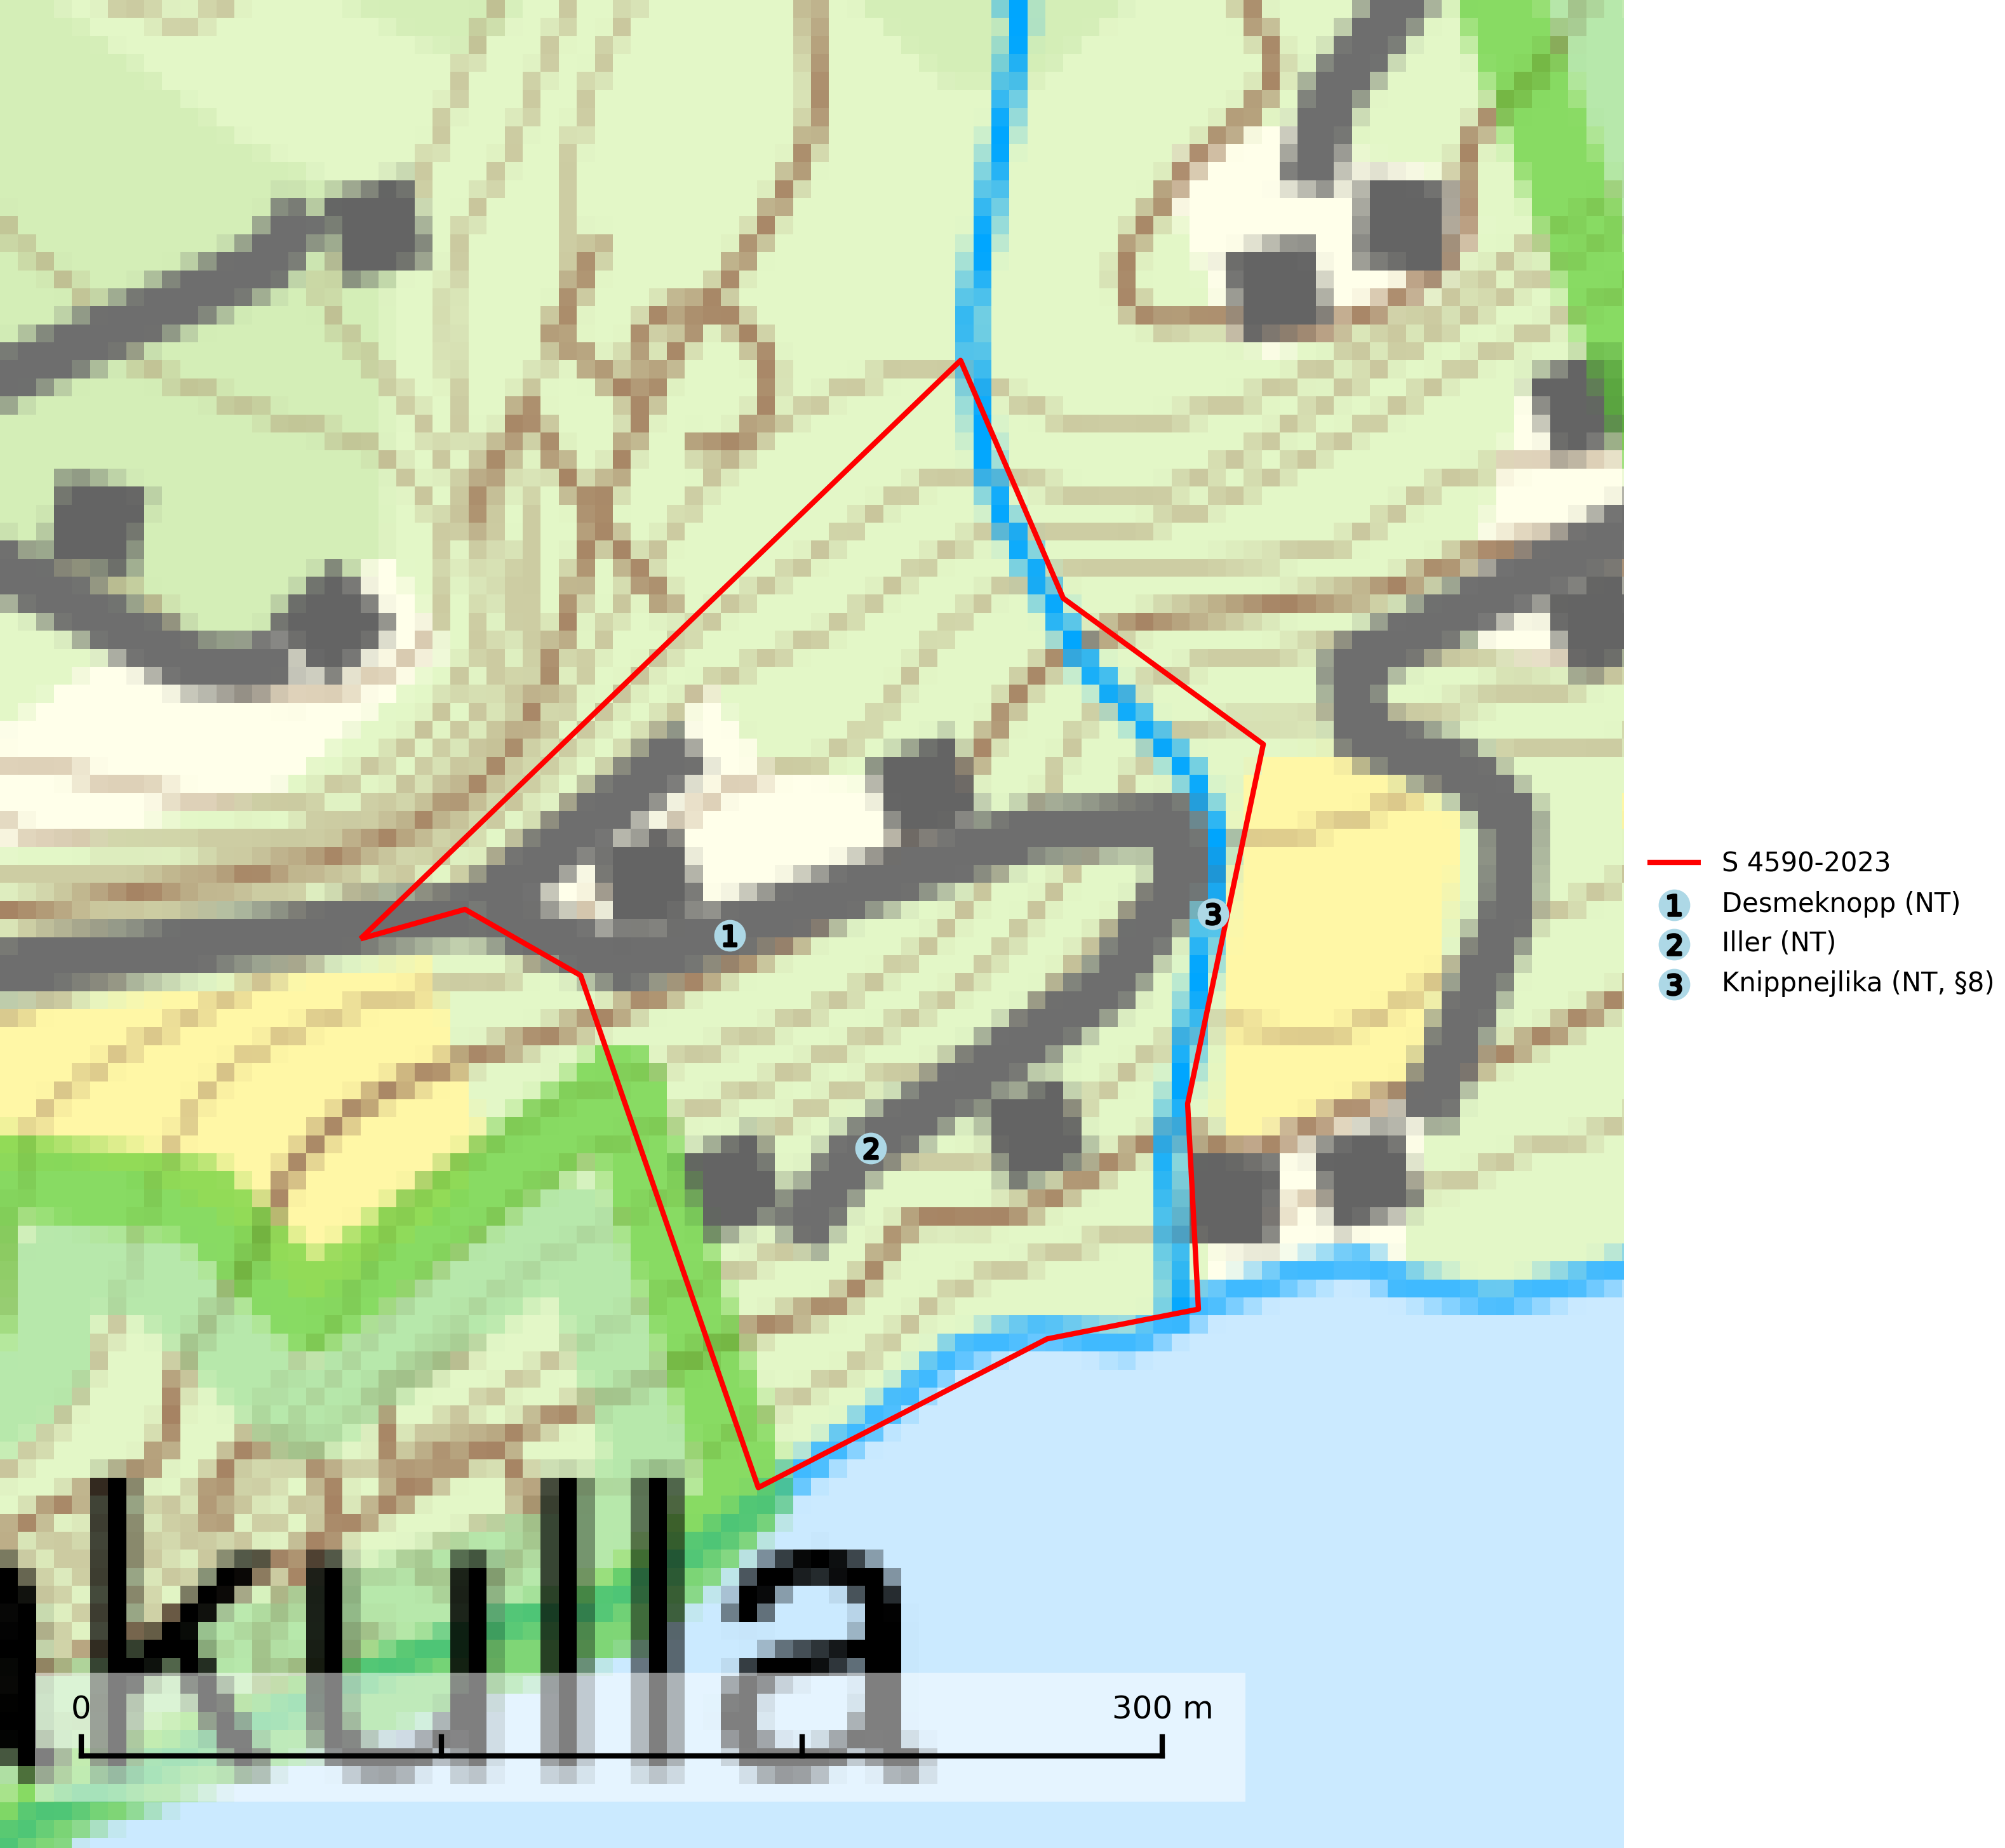 S 4590-2023
1 Desmeknopp (NT)
2 Iller (NT)
3 Knippnejlika (NT, §8)
1
3
2
kulla
0 300 m